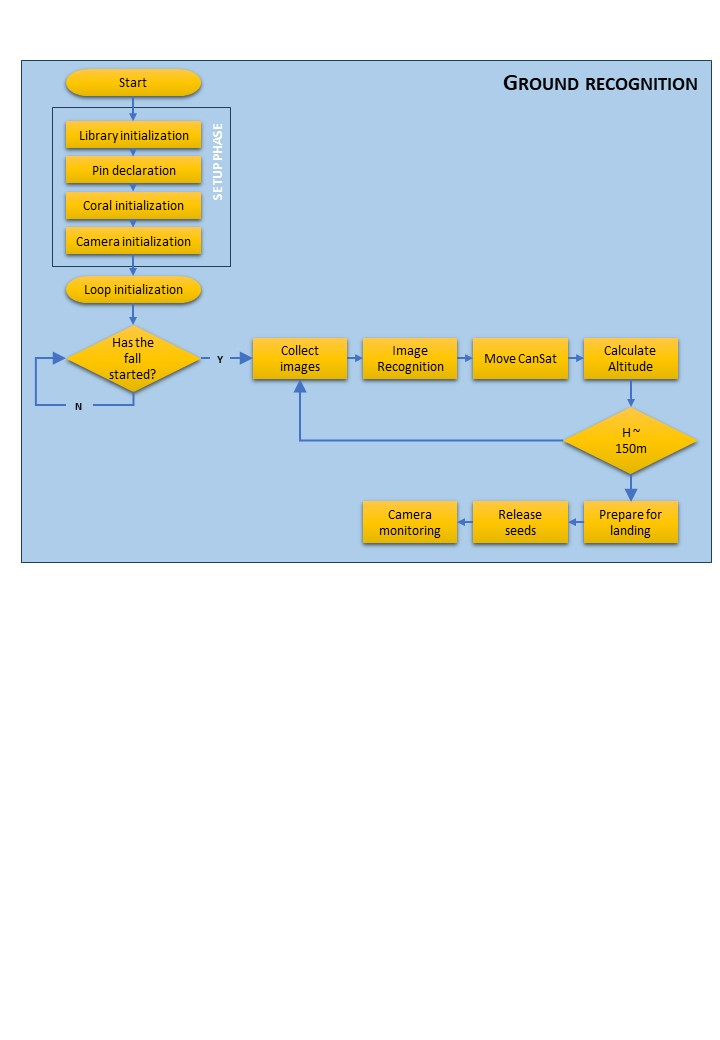 GROUND RECOGNITION
Start
SETUP PHASE
Library initialization
Pin declaration
Coral initialization
Camera initialization
Loop initialization
Has the
fall
started?
Y
N
Collect
images
Image
Recognition
Move CanSat
Calculate
Altitude
H ~
150m
Prepare for
landing
Release
seeds
Camera
monitoring